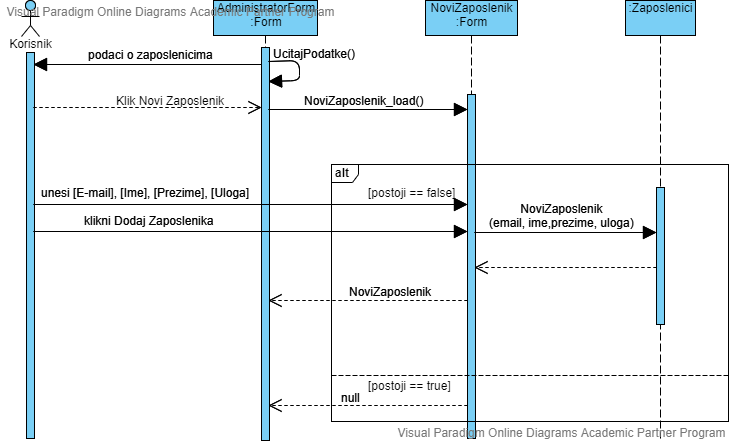 Visual Paradigm Online Diagrams Academic Partner Program
AdministratorForm
:Form
NoviZaposlenik
:Form
:Zaposlenici
Korisnik
podaci o zaposlenicima
UcitajPodatke()
Klik Novi Zaposlenik
NoviZaposlenik_load()
alt
unesi [E-mail], [Ime], [Prezime], [Uloga]
[postoji == false]
klikni Dodaj Zaposlenika
NoviZaposlenik
(email, ime,prezime, uloga)
NoviZaposlenik
[postoji == true]
null
Visual Paradigm Online Diagrams Academic Partner Program